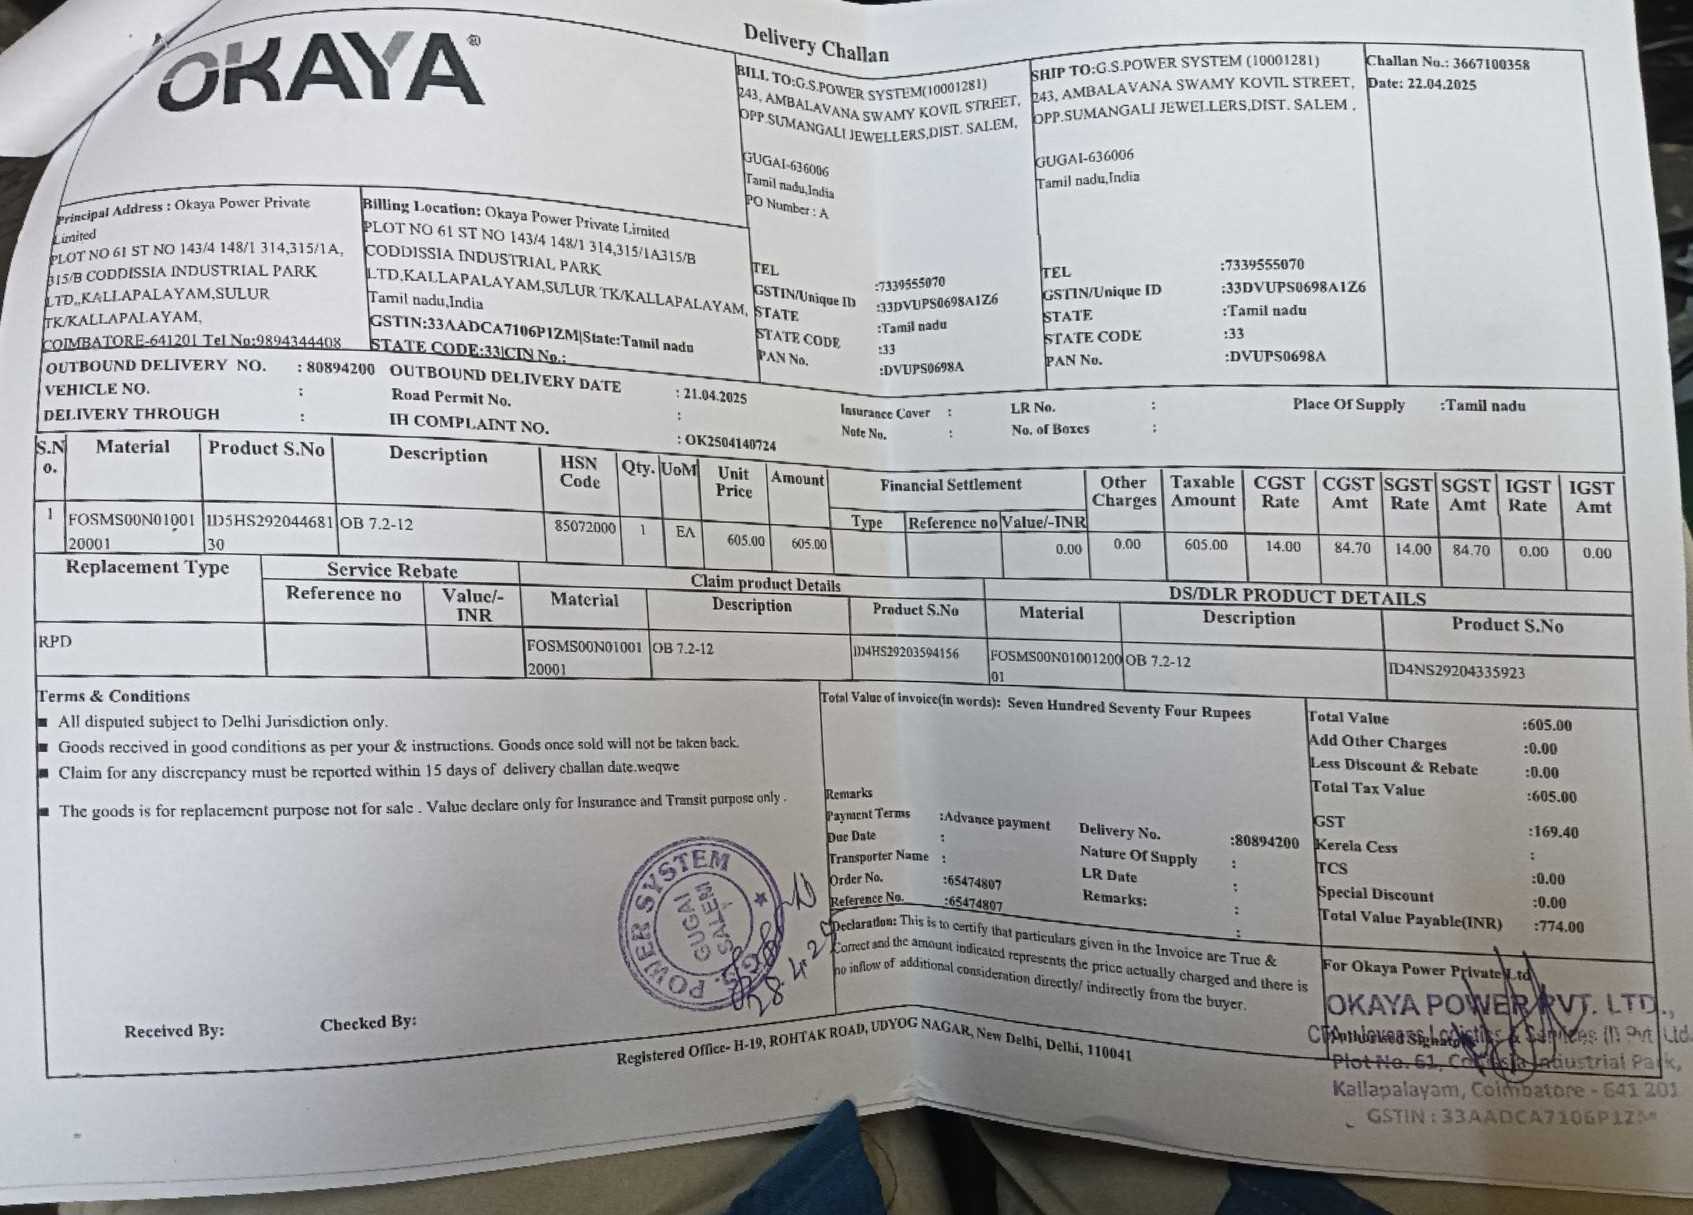 OKAYA®
Delivery Challan
BILL TO:G.S.POWER SYSTEM(10001281)
243, AMBALAVANA SWAMY KOVIL STREET,
OPP.SUMANGALI JEWELLERS,DIST. SALEM,
GUGAI-636006
Tamil nadu,India
PO Number : A
TEL :7339555070
GSTIN/Unique ID :33DVUPS0698A1Z6
STATE :Tamil nadu
STATE CODE :33
PAN No. :DVUPS0698A
SHIP TO:G.S.POWER SYSTEM (10001281)
243, AMBALAVANA SWAMY KOVIL STREET,
OPP.SUMANGALI JEWELLERS,DIST. SALEM ,
GUGAI-636006
Tamil nadu,India
TEL :7339555070
GSTIN/Unique ID :33DVUPS0698A1Z6
STATE :Tamil nadu
STATE CODE :33
PAN No. :DVUPS0698A
Challan No.: 3667100358
Date: 22.04.2025
Principal Address : Okaya Power Private
Limited
PLOT NO 61 ST NO 143/4 148/1 314,315/1A,
315/B CODDISSIA INDUSTRIAL PARK
LTD,,KALLAPALAYAM,SULUR
TK/KALLAPALAYAM,
COIMBATORE-641201 Tel No:9894344408
Billing Location: Okaya Power Private Limited
PLOT NO 61 ST NO 143/4 148/1 314,315/1A315/B
CODDISSIA INDUSTRIAL PARK
LTD,KALLAPALAYAM,SULUR TK/KALLAPALAYAM,
Tamil nadu,India
GSTIN:33AADCA7106P1ZM|State:Tamil nadu
STATE CODE:33|CIN No.:
OUTBOUND DELIVERY NO. : 80894200 OUTBOUND DELIVERY DATE : 21.04.2025
VEHICLE NO. : Road Permit No. : Insurance Cover : LR No. : Place Of Supply :Tamil nadu
DELIVERY THROUGH : IH COMPLAINT NO. : OK2504140724 Note No. : No. of Boxes :
S.No. Material Product S.No Description HSN Code Qty. UoM Unit Price Amount Financial Settlement Other Charges Taxable Amount CGST Rate CGST Amt SGST Rate SGST Amt IGST Rate IGST Amt
Type Reference no Value/-INR
1 FOSMS00N01001 1D5HS292044681 OB 7.2-12 85072000 1 EA 605.00 605.00 0.00 0.00 605.00 14.00 84.70 14.00 84.70 0.00 0.00
20001 30
Replacement Type Service Rebate Claim product Details DS/DLR PRODUCT DETAILS
Reference no Value/-INR Material Description Product S.No Material Description Product S.No
RPD FOSMS00N01001 OB 7.2-12 ID4HS29203594156 FOSMS00N01001200 OB 7.2-12 ID4NS29204335923
20001 01
Terms & Conditions
All disputed subject to Delhi Jurisdiction only.
Goods received in good conditions as per your & instructions. Goods once sold will not be taken back.
Claim for any discrepancy must be reported within 15 days of delivery challan date.weqwe
The goods is for replacement purpose not for sale . Value declare only for Insurance and Transit purpose only .
Total Value of invoice(in words): Seven Hundred Seventy Four Rupees
Remarks
Payment Terms :Advance payment Delivery No. :80894200
Due Date : Nature Of Supply :
Transporter Name : LR Date :
Order No. :65474807 Remarks: :
Reference No. :65474807 :
Total Value :605.00
Add Other Charges :0.00
Less Discount & Rebate :0.00
Total Tax Value :605.00
GST :169.40
Kerela Cess :
TCS :0.00
Special Discount :0.00
Total Value Payable(INR) :774.00
Declaration: This is to certify that particulars given in the Invoice are True &
Correct and the amount indicated represents the price actually charged and there is
no inflow of additional consideration directly/ indirectly from the buyer.
G.S. POWER SYSTEM
GUGAI
SALEM
28.4.25
For Okaya Power Private Ltd
OKAYA POWER PVT. LTD.,
Plot No. 61, Industrial Park,
Kallapalayam, Coimbatore - 641 201
GSTIN : 33AADCA7106P1ZM
Received By: Checked By:
Registered Office- H-19, ROHTAK ROAD, UDYOG NAGAR, New Delhi, Delhi, 110041